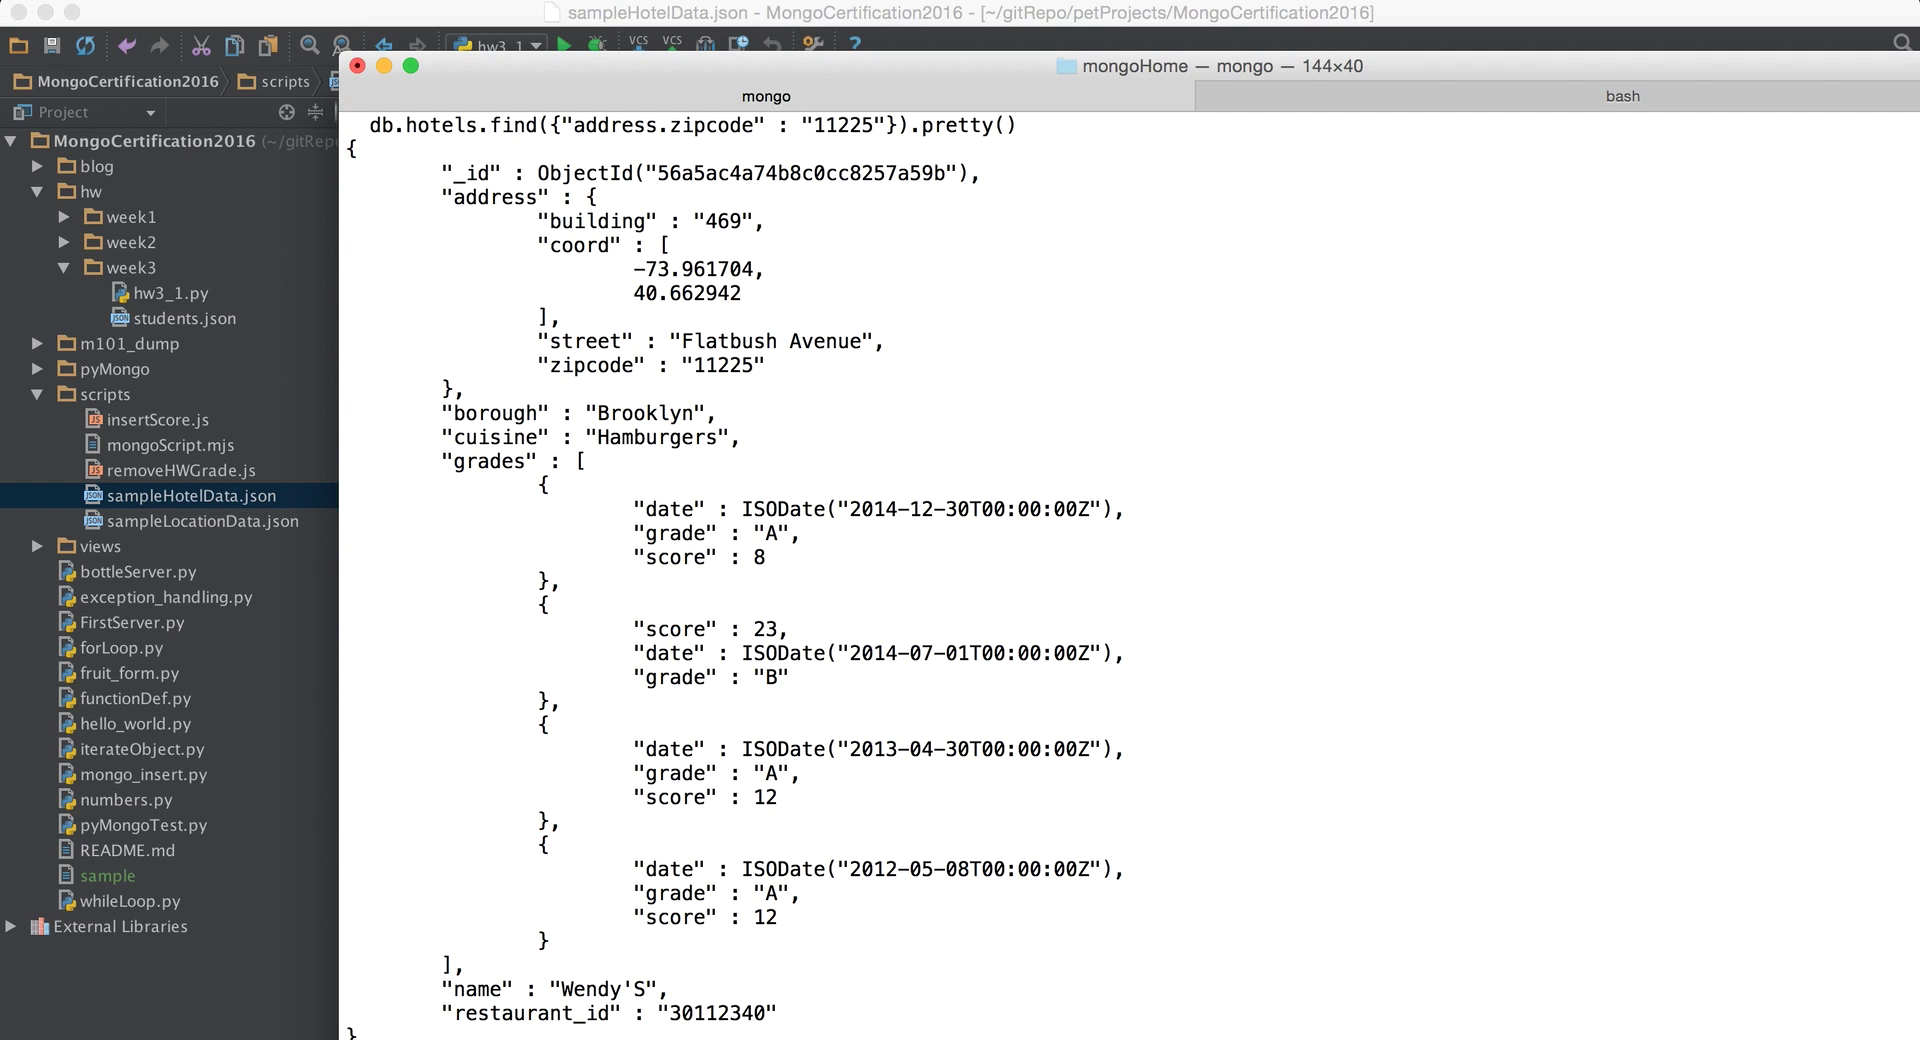 sampleHotelData.json - MongoCertification2016 - [~/gitRepo/petProjects/MongoCertification2016]
hw3_1
VCS VCS
?
MongoCertification2016 scripts
Project
MongoCertification2016 (~/gitRepo
blog
hw
week1
week2
week3
hw3_1.py
students.json
m101_dump
pyMongo
scripts
insertScore.js
mongoScript.mjs
removeHWGrade.js
sampleHotelData.json
sampleLocationData.json
views
bottleServer.py
exception_handling.py
FirstServer.py
forLoop.py
fruit_form.py
functionDef.py
hello_world.py
iterateObject.py
mongo_insert.py
numbers.py
pyMongoTest.py
README.md
sample
whileLoop.py
External Libraries
mongoHome — mongo — 144×40
mongo bash
db.hotels.find({"address.zipcode" : "11225"}).pretty()
{
"_id" : ObjectId("56a5ac4a74b8c0cc8257a59b"),
"address" : {
"building" : "469",
"coord" : [
-73.961704,
40.662942
],
"street" : "Flatbush Avenue",
"zipcode" : "11225"
},
"borough" : "Brooklyn",
"cuisine" : "Hamburgers",
"grades" : [
{
"date" : ISODate("2014-12-30T00:00:00Z"),
"grade" : "A",
"score" : 8
},
{
"score" : 23,
"date" : ISODate("2014-07-01T00:00:00Z"),
"grade" : "B"
},
{
"date" : ISODate("2013-04-30T00:00:00Z"),
"grade" : "A",
"score" : 12
},
{
"date" : ISODate("2012-05-08T00:00:00Z"),
"grade" : "A",
"score" : 12
}
],
"name" : "Wendy'S",
"restaurant_id" : "30112340"
}